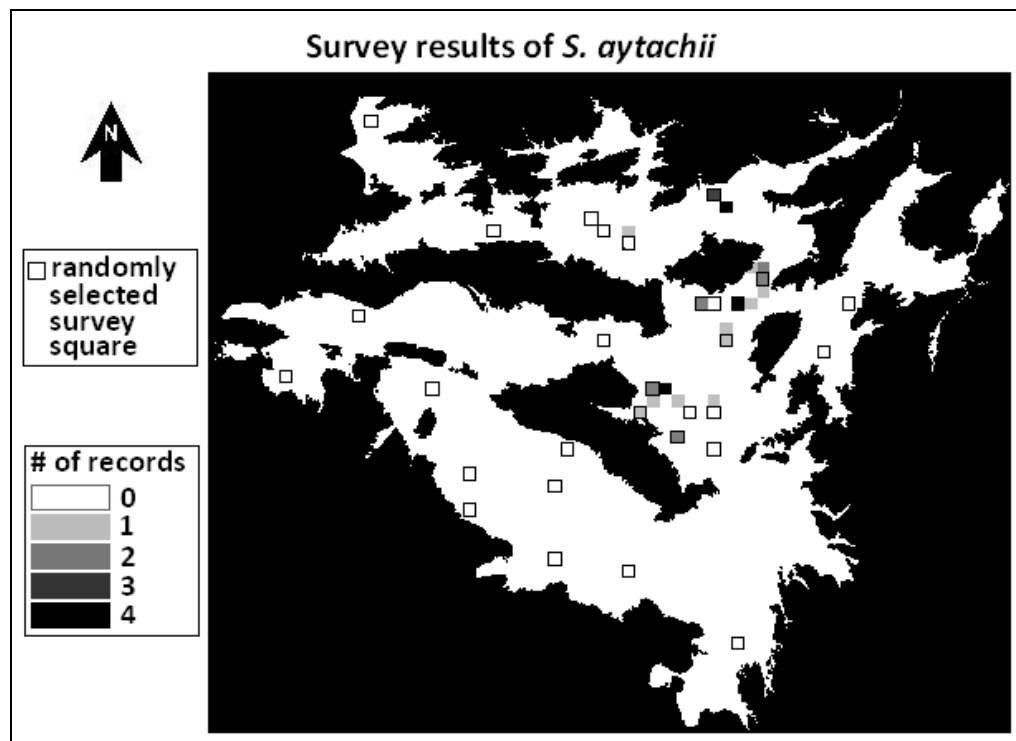 Survey results of S. aytachii
N
randomly
selected
survey
square
# of records
0
1
2
3
4